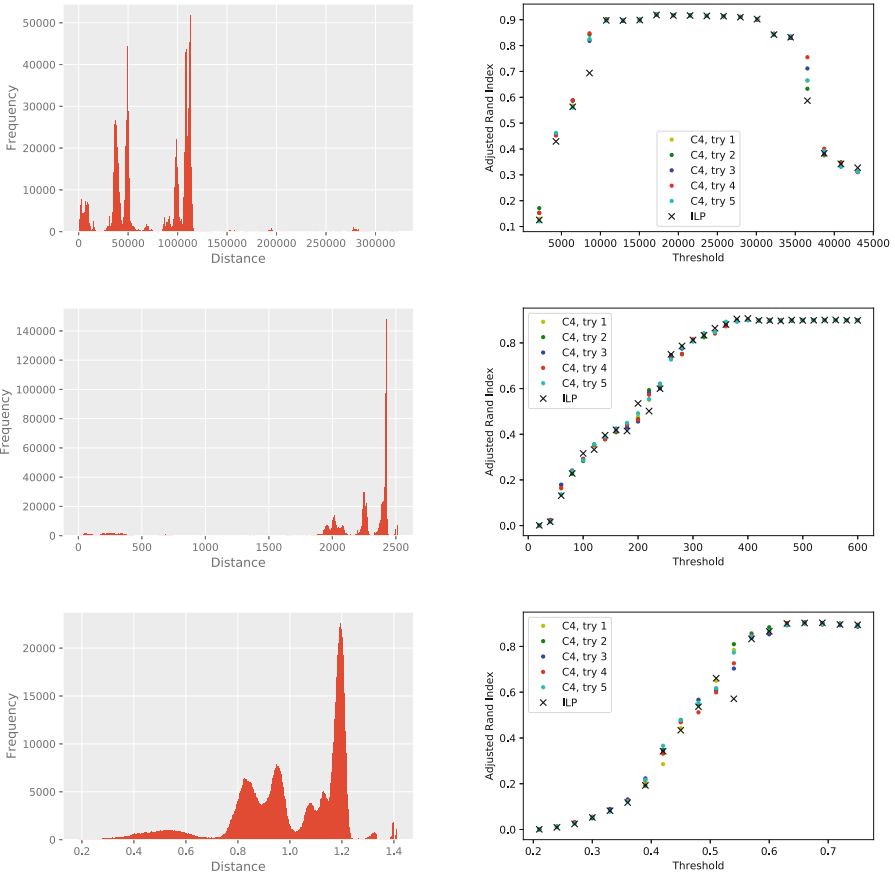 50000
40000
30000
20000
10000
0
Frequency
0 50000 100000 150000 200000 250000 300000
Distance
0.9
0.8
0.7
0.6
0.5
0.4
0.3
0.2
0.1
Adjusted Rand Index
C4, try 1
C4, try 2
C4, try 3
C4, try 4
C4, try 5
ILP
5000 10000 15000 20000 25000 30000 35000 40000 45000
Threshold
140000
120000
100000
80000
60000
40000
20000
0
Frequency
0 500 1000 1500 2000 2500
Distance
0.8
0.6
0.4
0.2
0.0
Adjusted Rand Index
C4, try 1
C4, try 2
C4, try 3
C4, try 4
C4, try 5
ILP
0 100 200 300 400 500 600
Threshold
20000
15000
10000
5000
0
Frequency
0.2 0.4 0.6 0.8 1.0 1.2 1.4
Distance
0.8
0.6
0.4
0.2
0.0
Adjusted Rand Index
C4, try 1
C4, try 2
C4, try 3
C4, try 4
C4, try 5
ILP
0.2 0.3 0.4 0.5 0.6 0.7
Threshold